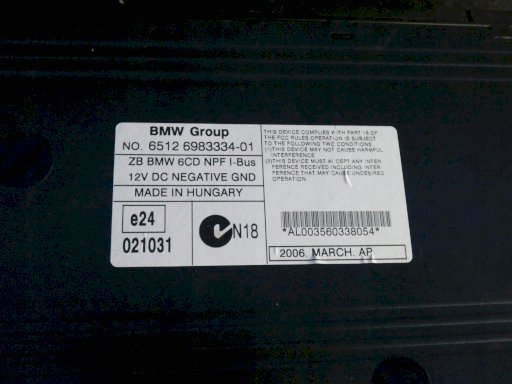 BMW Group
NO. 6512 6983334-01
ZB BMW 6CD NPF I-Bus
12V DC NEGATIVE GND
MADE IN HUNGARY
e24
021031
N18
THIS DEVICE COMPLIES WITH PART 15 OF
THE FCC RULES OPERATION IS SUBJECT
TO THE FOLLOWING TWO CONDITIONS
(1)THIS DEVICE MAY NOT CAUSE HARMFUL
INTERFERENCE
(2)THIS DEVICE MUST ACEPT ANY INTER
FERENCE RECEIVED INCLUDING INTER-
FERENCE THAT MAY CAUSE UNDESIRED
OPERATION.
*AL003560338054*
2006. MARCH. AP